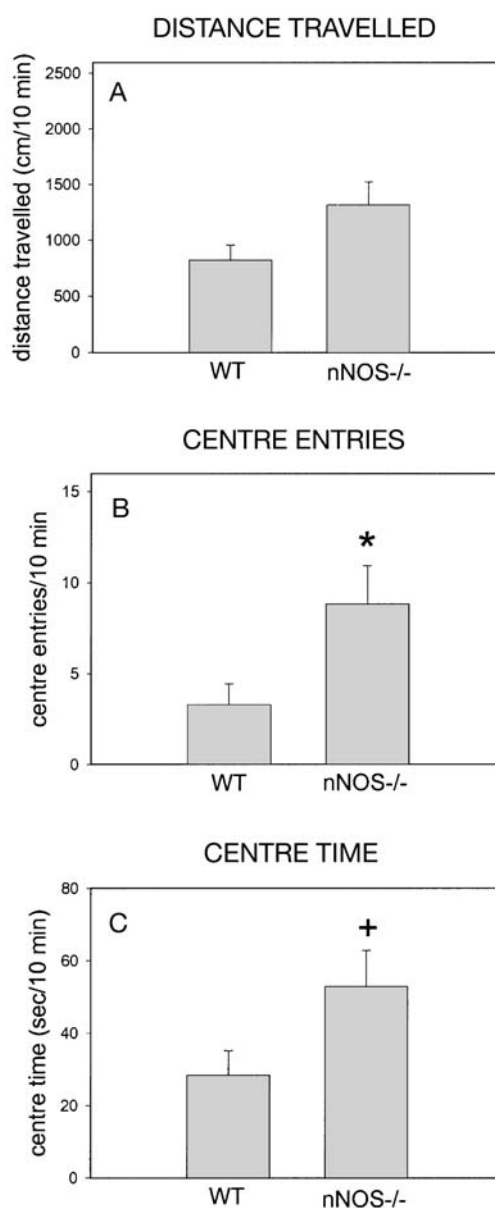 DISTANCE TRAVELLED
A
distance travelled (cm/10 min)
2500
2000
1500
1000
500
0
WT nNOS-/-
CENTRE ENTRIES
B
*
centre entries/10 min
15
10
5
0
WT nNOS-/-
CENTRE TIME
C
+
centre time (sec/10 min)
80
60
40
20
0
WT nNOS-/-